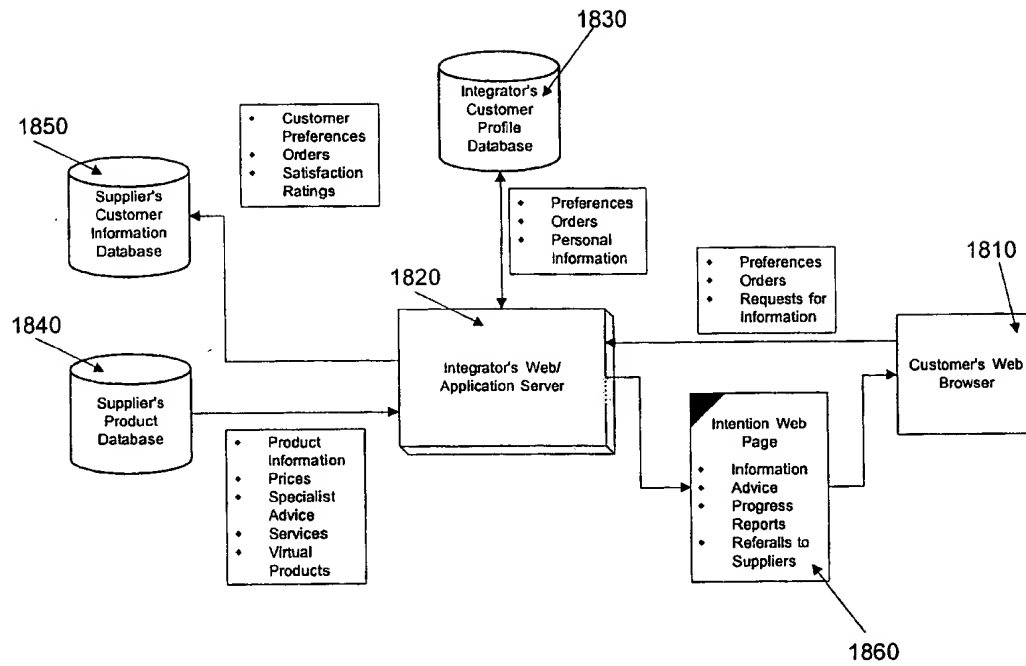 1830
Integrator's
Customer
Profile
Database
1850
Supplier's
Customer
Information
Database
• Customer
Preferences
• Orders
• Satisfaction
Ratings
• Preferences
• Orders
• Personal
Information
1820
Integrator's Web/
Application Server
• Preferences
• Orders
• Requests for
Information
1810
Customer's Web
Browser
1840
Supplier's
Product
Database
• Product
Information
• Prices
• Specialist
Advice
• Services
• Virtual
Products
Intention Web
Page
• Information
• Advice
• Progress
Reports
• Referalls to
Suppliers
1860